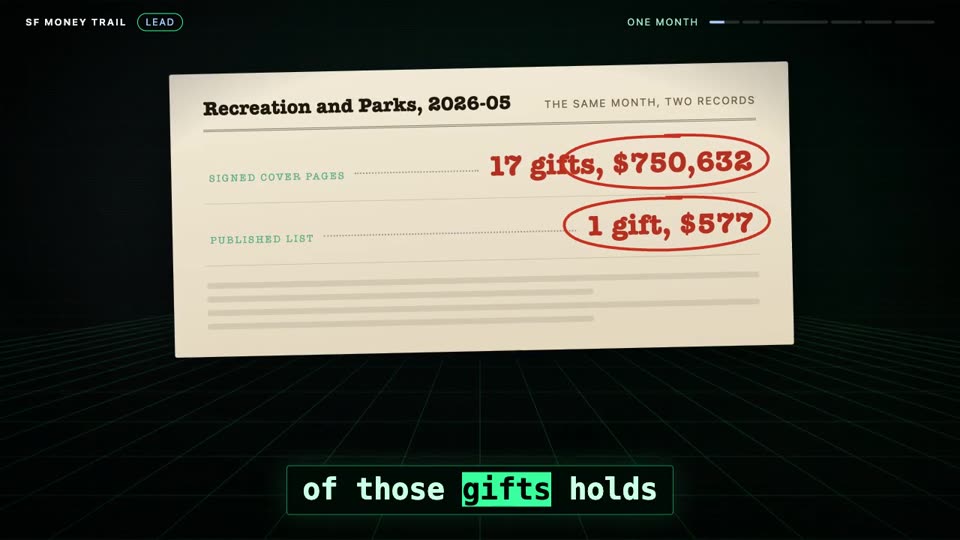 SF MONEY TRAIL LEAD ONE MONTH
Recreation and Parks, 2026-05 THE SAME MONTH, TWO RECORDS
SIGNED COVER PAGES 17 gifts, $750,632
PUBLISHED LIST 1 gift, $577
of those gifts holds